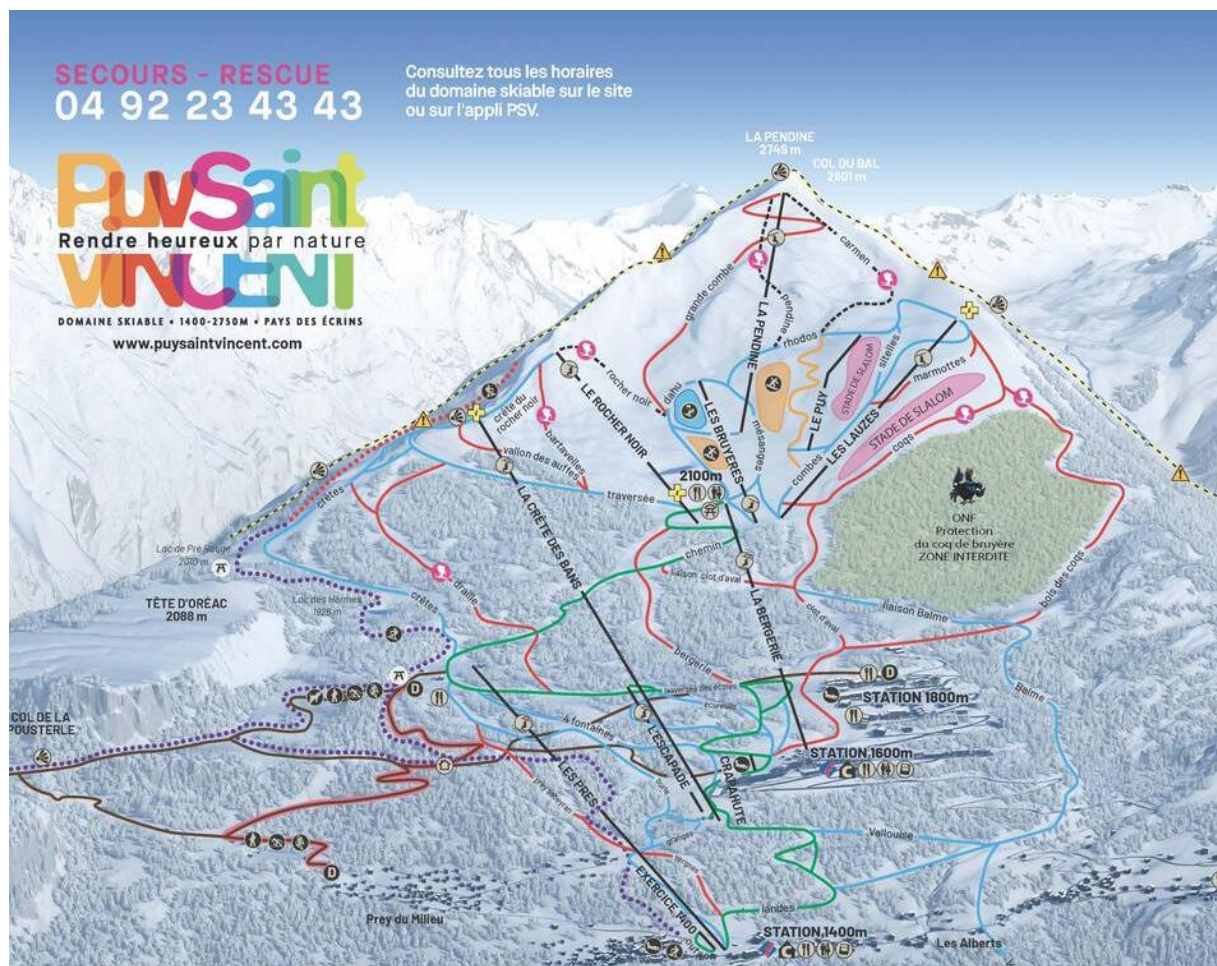 SECOURS - RESCUE
04 92 23 43 43
Consultez tous les horaires
du domaine skiable sur le site
ou sur l'appli PSV.
PuySaint
Rendre heureux par nature
VINCENT
DOMAINE SKIABLE • 1400-2750M • PAYS DES ÉCRINS
www.puysaintvincent.com
LA PENDINE
2749 m
COL DU BAL
2601 m
carmen
grande combe
pendine
LA PENDINE
rhodos
sitelles
marmottes
STADE DE SLALOM
STADE DE SLALOM
LE PUY
LES LAUZES
coqs
combes
mésanges
LES BRUYERES
dahu
rocher noir
LE ROCHER NOIR
crête du
rocher noir
bartavelles
vallon des auffes
traversée
2100m
crêtes
LA CRÊTE DES BANS
chemin
liaison clot d'aval
LA BERGERIE
clot d'aval
liaison Balme
bois des coqs
ONF
Protection
du coq de bruyère
ZONE INTERDITE
Lac de Pré Rouge
2010 m
TÊTE D'ORÉAC
2088 m
Lac des Hermes
1928 m
crêtes
draille
bergerie
traversée des écoles
écureuils
D
STATION 1800m
Balme
COL DE LA
POUSTERLE
D
4 fontaines
L'ESCAPADE
LES PRES
STATION 1600m
CRAPAHUTE
granges
Vallouise
EXERCICE 1400
D
Prey du Milieu
landes
STATION 1400m
Les Alberts